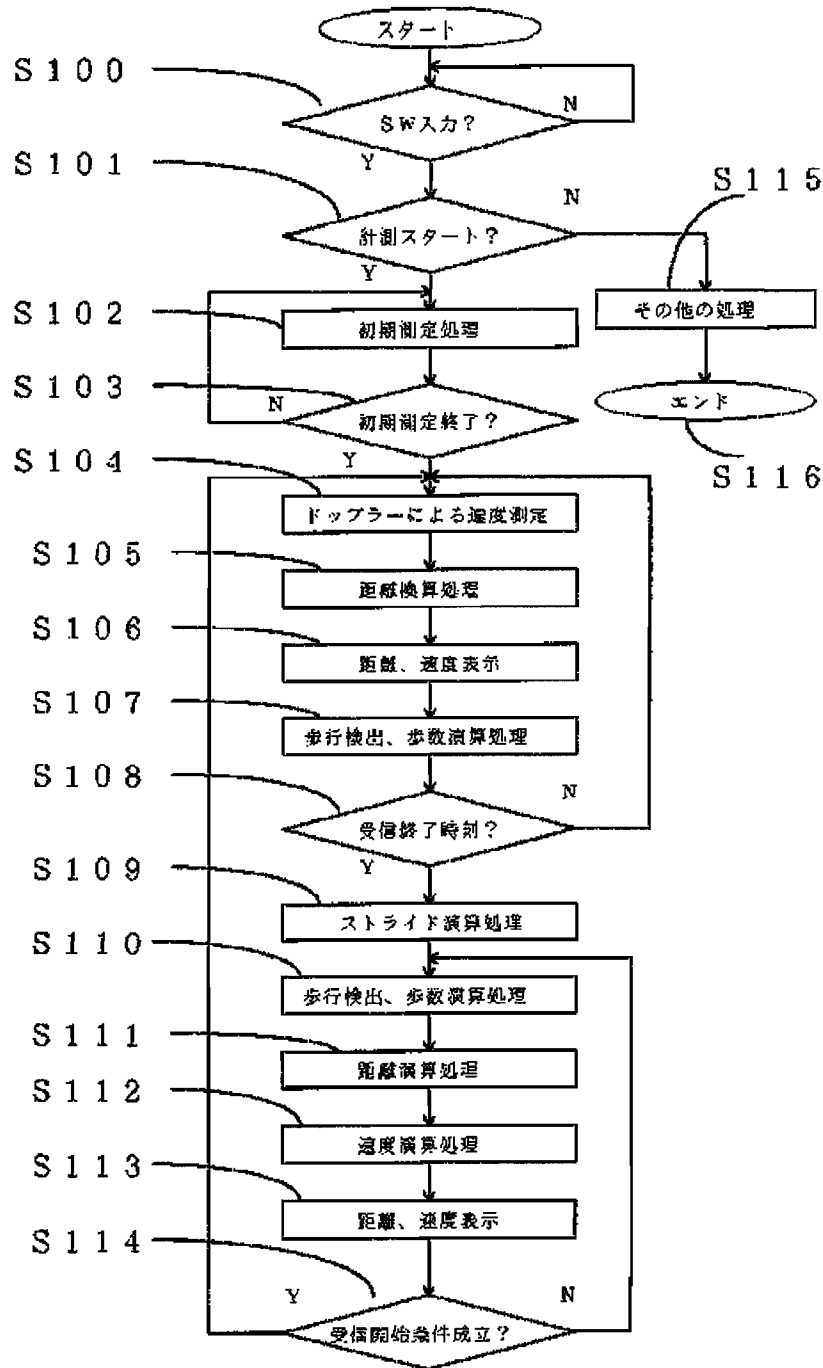 スタート
S100
N
SW入力?
Y
S101
N
S115
計測スタート?
Y
S102
初期測定処理
その他の処理
S103
N
初期測定終了?
エンド
Y
S104
S116
ドップラーによる速度測定
S105
距離換算処理
S106
距離、速度表示
S107
歩行検出、歩数演算処理
S108
N
受信終了時刻?
Y
S109
ストライド演算処理
S110
歩行検出、歩数演算処理
S111
距離演算処理
S112
速度演算処理
S113
距離、速度表示
S114
Y
N
受信開始条件成立?